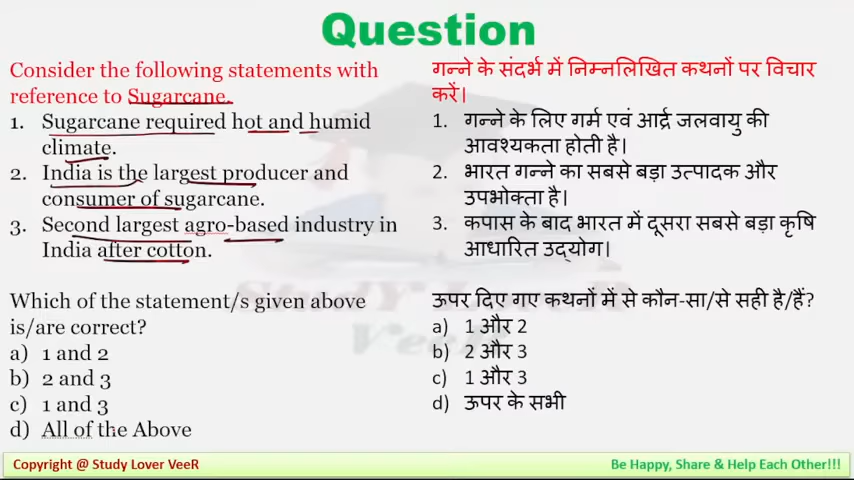 Question
Consider the following statements with
reference to Sugarcane.
1. Sugarcane required hot and humid
climate.
2. India is the largest producer and
consumer of sugarcane.
3. Second largest agro-based industry in
India after cotton.
Which of the statement/s given above
is/are correct?
a) 1 and 2
b) 2 and 3
c) 1 and 3
d) All of the Above
गन्ने के संदर्भ में निम्नलिखित कथनों पर विचार
करें।
1. गन्ने के लिए गर्म एवं आर्द्र जलवायु की
आवश्यकता होती है।
2. भारत गन्ने का सबसे बड़ा उत्पादक और
उपभोक्ता है।
3. कपास के बाद भारत में दूसरा सबसे बड़ा कृषि
आधारित उद्योग।
ऊपर दिए गए कथनों में से कौन-सा/से सही है/हैं?
a) 1 और 2
b) 2 और 3
c) 1 और 3
d) ऊपर के सभी
StudY LoveR
VeeR
Copyright @ Study Lover VeeR
Be Happy, Share & Help Each Other!!!